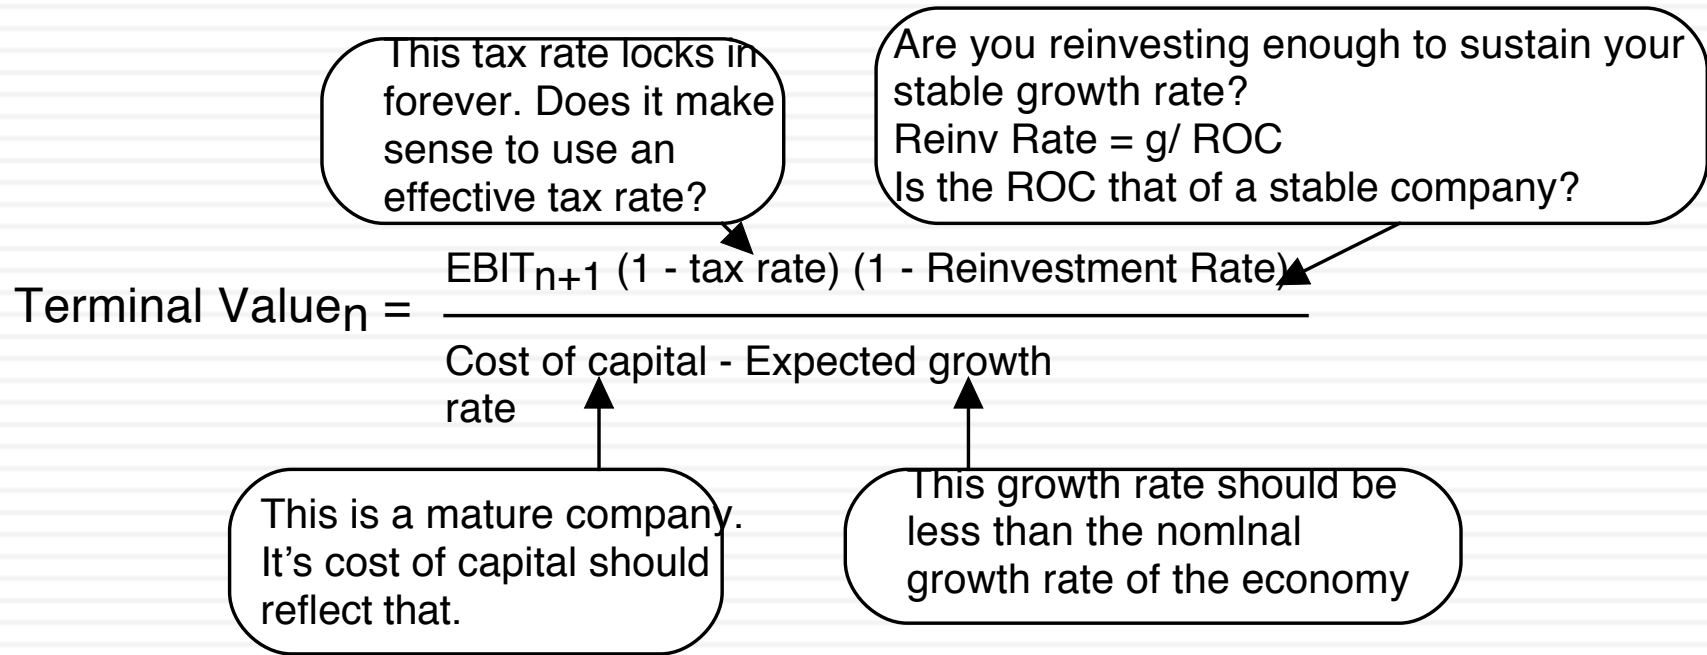 This tax rate locks in
forever. Does it make
sense to use an
effective tax rate?
Are you reinvesting enough to sustain your
stable growth rate?
Reinv Rate = g/ ROC
Is the ROC that of a stable company?
EBITn+1 (1 - tax rate) (1 - Reinvestment Rate)
Terminal Valuen =
Cost of capital - Expected growth
rate
This is a mature company.
It’s cost of capital should
reflect that.
This growth rate should be
less than the nomlnal
growth rate of the economy